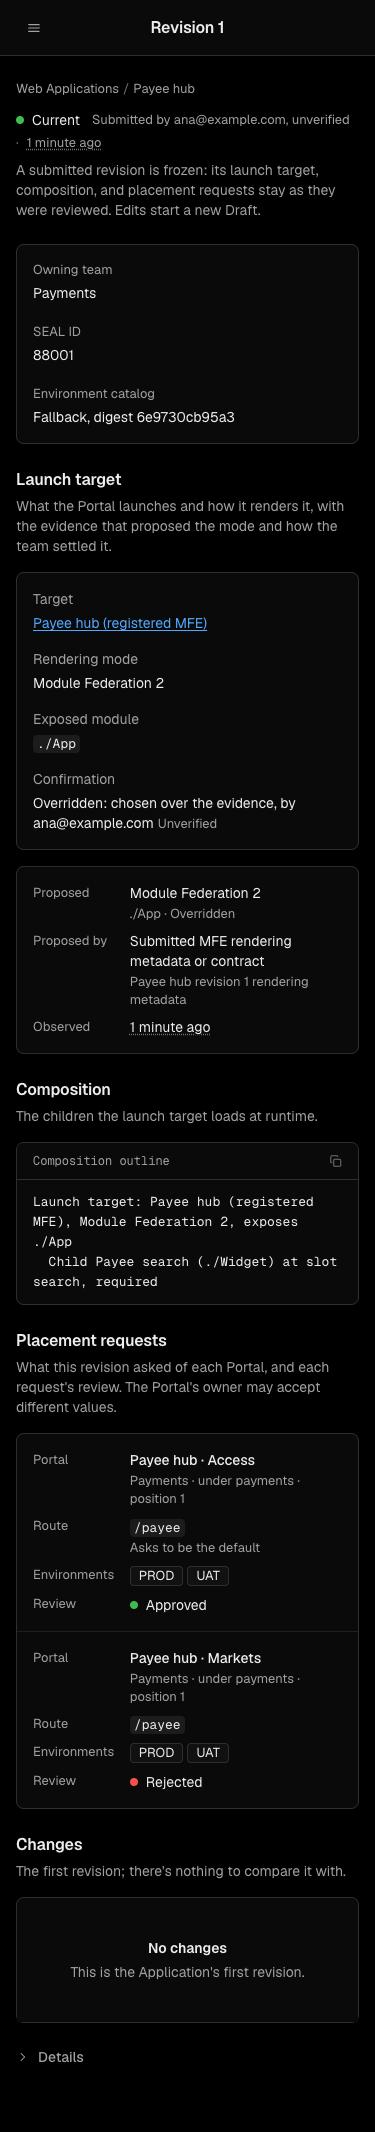 Revision 1
Web Applications / Payee hub
Current Submitted by ana@example.com, unverified
· 1 minute ago
A submitted revision is frozen: its launch target,
composition, and placement requests stay as they
were reviewed. Edits start a new Draft.
Owning team
Payments
SEAL ID
88001
Environment catalog
Fallback, digest 6e9730cb95a3
Launch target
What the Portal launches and how it renders it, with
the evidence that proposed the mode and how the
team settled it.
Target
Payee hub (registered MFE)
Rendering mode
Module Federation 2
Exposed module
./App
Confirmation
Overridden: chosen over the evidence, by
ana@example.com Unverified
Proposed Module Federation 2
./App · Overridden
Proposed by Submitted MFE rendering
metadata or contract
Payee hub revision 1 rendering
metadata
Observed 1 minute ago
Composition
The children the launch target loads at runtime.
Composition outline
Launch target: Payee hub (registered
MFE), Module Federation 2, exposes
./App
Child Payee search (./Widget) at slot
search, required
Placement requests
What this revision asked of each Portal, and each
request's review. The Portal's owner may accept
different values.
Portal Payee hub · Access
Payments · under payments ·
position 1
Route /payee
Asks to be the default
Environments PROD UAT
Review Approved
Portal Payee hub · Markets
Payments · under payments ·
position 1
Route /payee
Environments PROD UAT
Review Rejected
Changes
The first revision; there's nothing to compare it with.
No changes
This is the Application's first revision.
Details